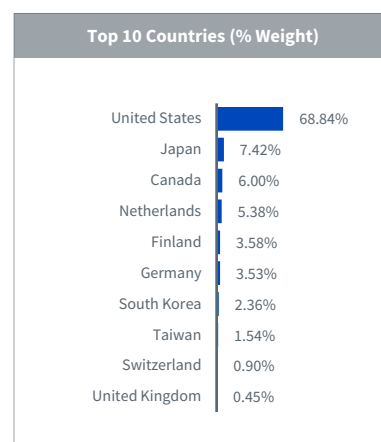 Top 10 Countries (% Weight)
United States 68.84%
Japan 7.42%
Canada 6.00%
Netherlands 5.38%
Finland 3.58%
Germany 3.53%
South Korea 2.36%
Taiwan 1.54%
Switzerland 0.90%
United Kingdom 0.45%